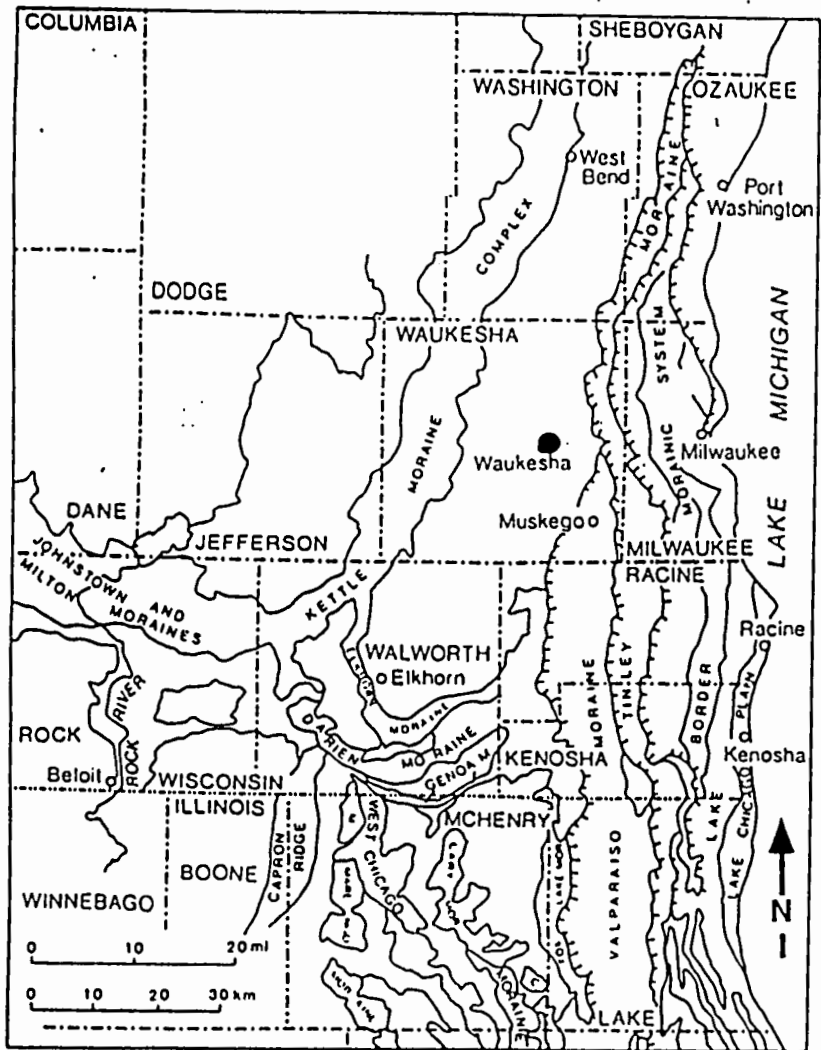 COLUMBIA
SHEBOYGAN
WASHINGTON
OZAUKEE
West
Bend
Port
Washington
MORAINE
COMPLEX
DODGE
WAUKESHA
SYSTEM
LAKE MICHIGAN
MORAINE
Waukesha
Milwaukee
MORAINIC
Muskego
DANE
JEFFERSON
MILWAUKEE
RACINE
JOHNSTOWN AND
MILTON MORAINES
KETTLE
WALWORTH
Elkhorn
ELKHORN
MORAINE
Racine
MORAINE
TINLEY
BORDER
PLAIN
RIVER
ROCK
ROCK
DARIEN
MORAINE
GENOA M
KENOSHA
Kenosha
Beloit
WISCONSIN
ILLINOIS
MCHENRY
LAKE
LAKE CHICAGO
WEST CHICAGO
BOONE
CAPRON
RIDGE
WINNEBAGO
VALPARAISO
MORAINE
LAKE
N
0 20 mi
0 10 20 30 km